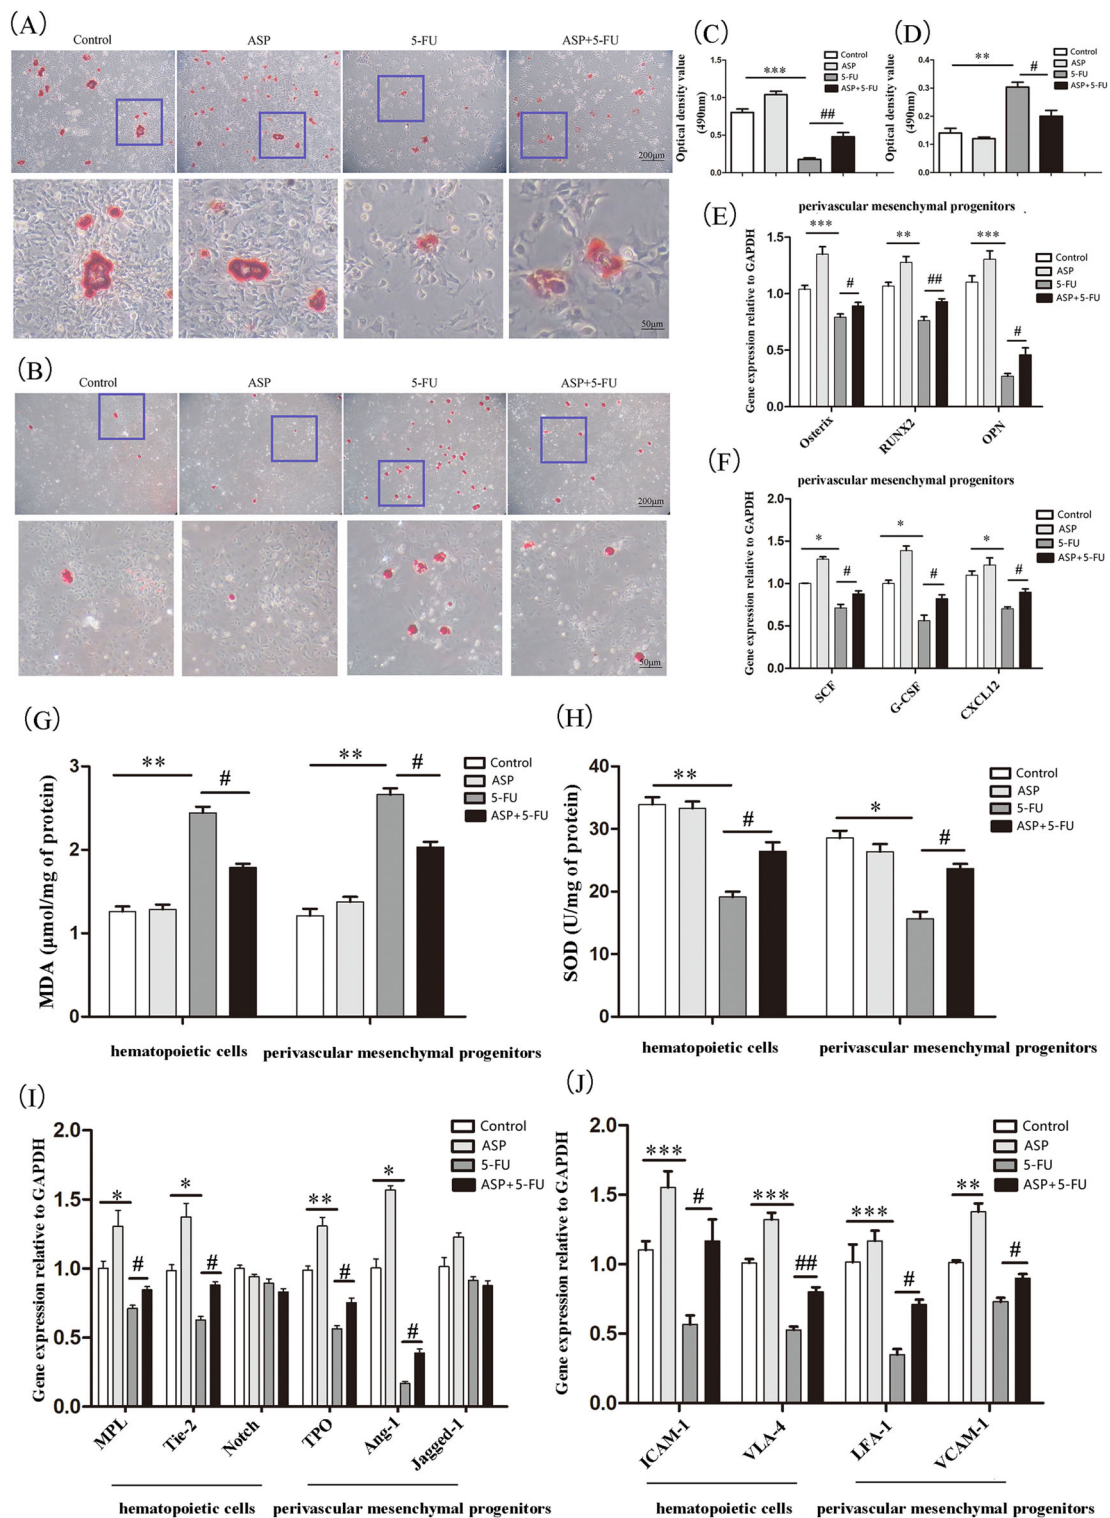 (A)
Control ASP 5-FU ASP+5-FU
200μm
50μm
(B)
Control ASP 5-FU ASP+5-FU
200μm
50μm
(C)
Optical density value
(490nm)
1.5
1.0
0.5
0.0
***
##
Control
ASP
5-FU
ASP+5-FU
(D)
Optical density value
(490nm)
0.4
0.3
0.2
0.1
0.0
**
#
Control
ASP
5-FU
ASP+5-FU
(E)
perivascular mesenchymal progenitors
Gene expression relative to GAPDH
1.5
1.0
0.5
0.0
*** ** ***
# ## #
Control
ASP
5-FU
ASP+5-FU
Osterix RUNX2 OPN
(F)
perivascular mesenchymal progenitors
Gene expression relative to GAPDH
2.0
1.5
1.0
0.5
0.0
* * *
# # #
Control
ASP
5-FU
ASP+5-FU
SCF G-CSF CXCL12
(G)
MDA (μmol/mg of protein)
3
2
1
0
** **
# #
Control
ASP
5-FU
ASP+5-FU
hematopoietic cells perivascular mesenchymal progenitors
(H)
SOD (U/mg of protein)
40
30
20
10
0
** *
# #
Control
ASP
5-FU
ASP+5-FU
hematopoietic cells perivascular mesenchymal progenitors
(I)
Gene expression relative to GAPDH
2.0
1.5
1.0
0.5
0.0
* * ** *
# # # #
Control
ASP
5-FU
ASP+5-FU
MPL Tie-2 Notch TPO Ang-1 Jagged-1
hematopoietic cells perivascular mesenchymal progenitors
(J)
Gene expression relative to GAPDH
2.0
1.5
1.0
0.5
0.0
*** *** *** **
# ## # #
Control
ASP
5-FU
ASP+5-FU
ICAM-1 VLA-4 LFA-1 VCAM-1
hematopoietic cells perivascular mesenchymal progenitors